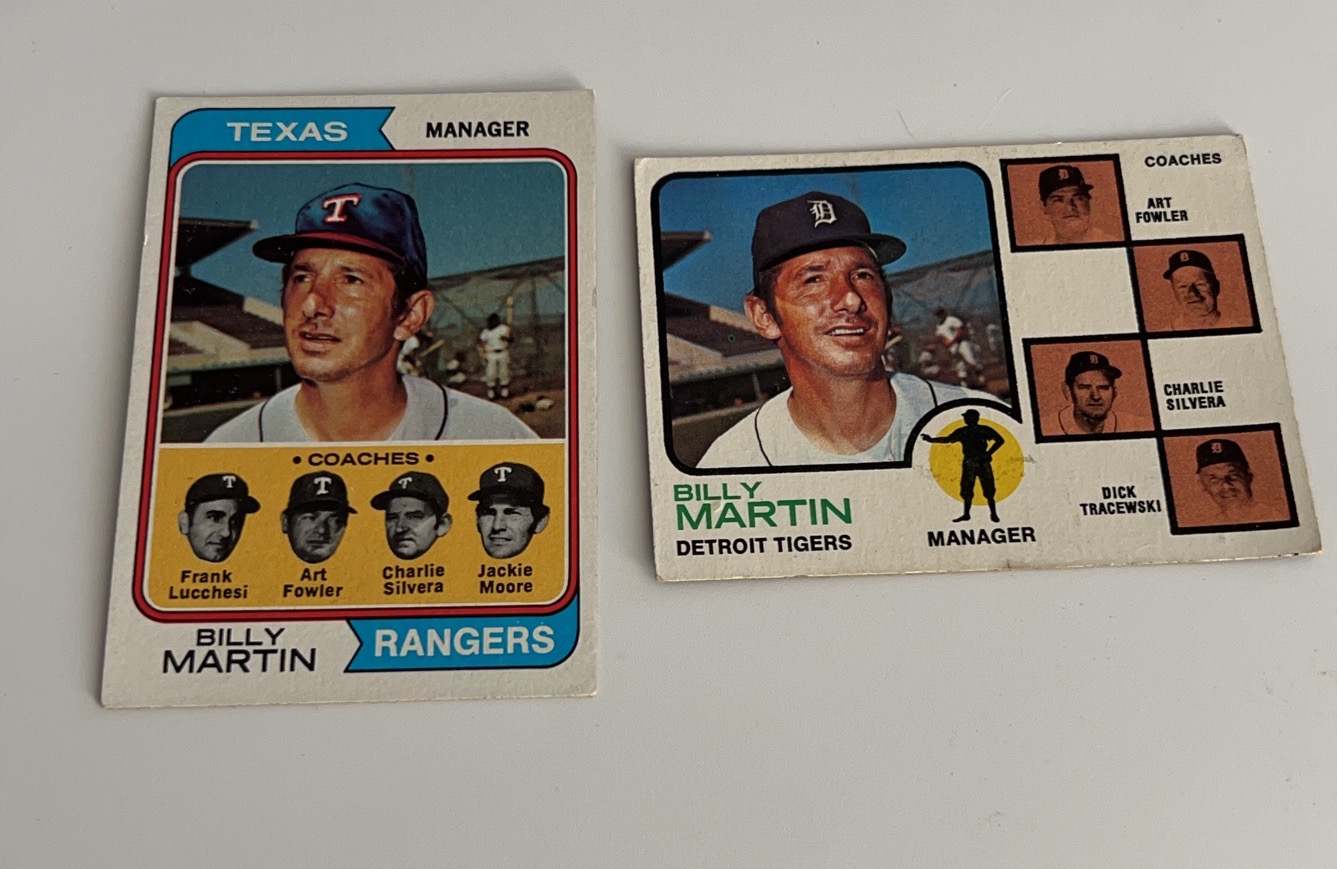 TEXAS
MANAGER
T
• COACHES •
T
T
T
T
Frank
Lucchesi
Art
Fowler
Charlie
Silvera
Jackie
Moore
BILLY
MARTIN
RANGERS
D
COACHES
D
ART
FOWLER
D
D
CHARLIE
SILVERA
D
DICK
TRACEWSKI
BILLY
MARTIN
DETROIT TIGERS
MANAGER